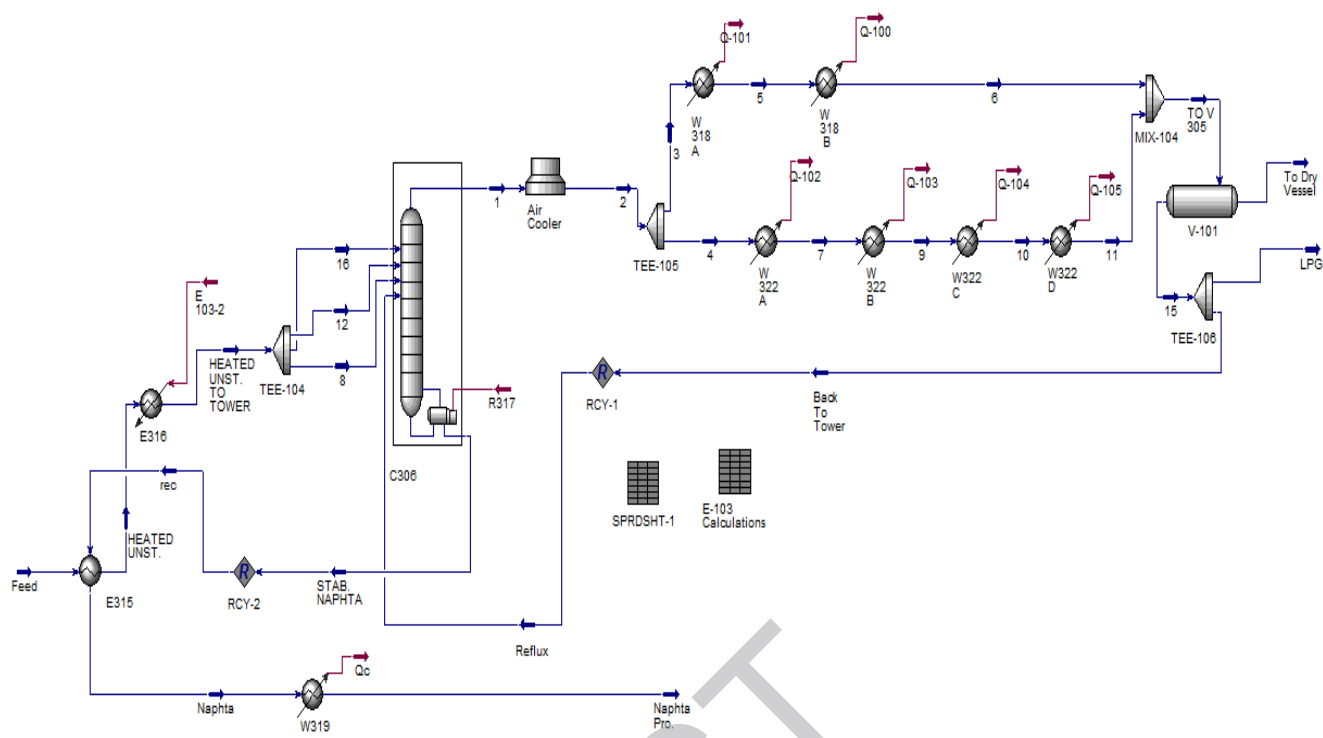 Q-101
Q-100
5
6
W
318
A
W
318
B
TO V
305
MIX-104
3
Q-102
Q-103
Q-104
Q-105
To Dry
Vessel
1
Air
Cooler
2
V-101
TEE-105
4
W
322
A
7
W
322
B
9
W322
C
10
W322
D
11
LPG
16
E
103-2
12
15
TEE-106
HEATED
UNST.
TO
TOWER
TEE-104
8
R
RCY-1
Back
To
Tower
R317
E316
C306
rec
SPRDSHT-1
E-103
Calculations
HEATED
UNST.
Feed
E315
R
RCY-2
STAB.
NAPHTA
Reflux
Qc
Naphta
W319
Naphta
Pro.